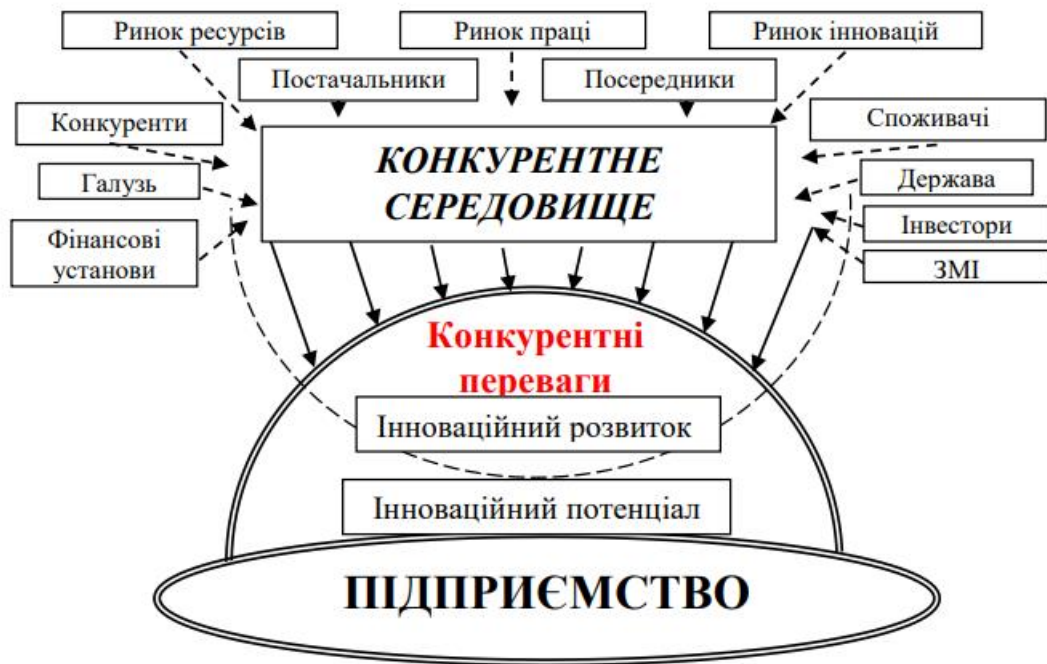 Ринок ресурсів
Ринок праці
Ринок інновацій
Постачальники
Посередники
Конкуренти
Споживачі
КОНКУРЕНТНЕ
СЕРЕДОВИЩЕ
Галузь
Держава
Фінансові
установи
Інвестори
ЗМІ
Конкурентні
переваги
Інноваційний розвиток
Інноваційний потенціал
ПІДПРИЄМСТВО